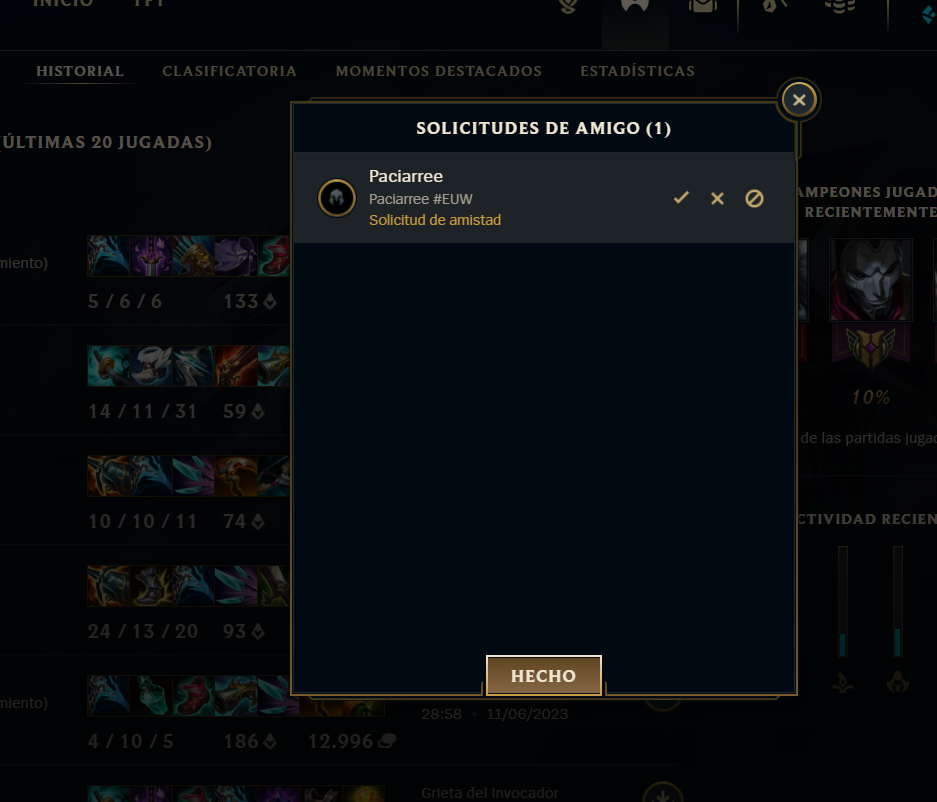 INICIO TFT
HISTORIAL CLASIFICATORIA MOMENTOS DESTACADOS ESTADÍSTICAS
(ÚLTIMAS 20 JUGADAS)
SOLICITUDES DE AMIGO (1)
Paciarree
Paciarree #EUW
Solicitud de amistad
AMPEONES JUGAD
RECIENTEMENTE
miento)
5 / 6 / 6 133
14 / 11 / 31 59
10%
de las partidas jugad
10 / 10 / 11 74
CTIVIDAD RECIEN
24 / 13 / 20 93
HECHO
miento)
28:58 • 11/06/2023
4 / 10 / 5 186 12.996
Grieta del Invocador